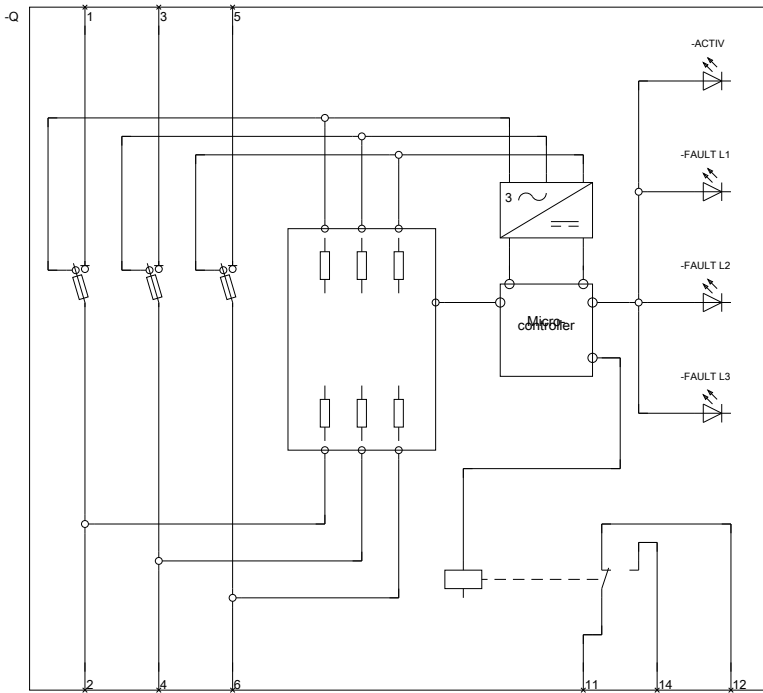 -Q
1 3 5
-ACTIV
-FAULT L1
3
-FAULT L2
Micro-
controller
-FAULT L3
2 4 6 11 14 12